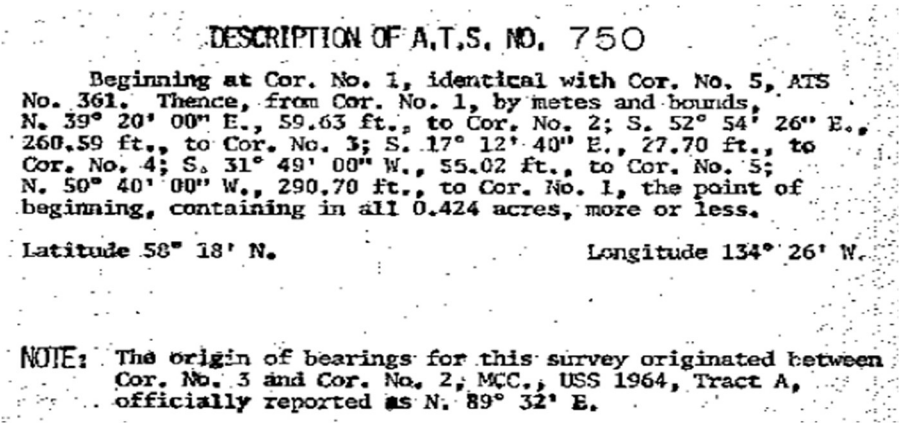 DESCRIPTION OF A.T.S. NO. 750
Beginning at Cor. No. 1, identical with Cor. No. 5, ATS
No. 361. Thence, from Cor. No. 1, by metes and bounds,
N. 39° 20' 00" E., 59.63 ft., to Cor. No. 2; S. 52° 54' 26" E.,
260.59 ft., to Cor. No. 3; S. 17° 12' 40" E., 27.70 ft., to
Cor. No. 4; S. 31° 49' 00" W., 55.02 ft., to Cor. No. 5;
N. 50° 40' 00" W., 290.70 ft., to Cor. No. 1, the point of
beginning, containing in all 0.424 acres, more or less.
Latitude 58° 18' N. Longitude 134° 26' W.
NOTE: The origin of bearings for this survey originated between
Cor. No. 3 and Cor. No. 2, MCC., USS 1964, Tract A,
officially reported as N. 89° 32' E.